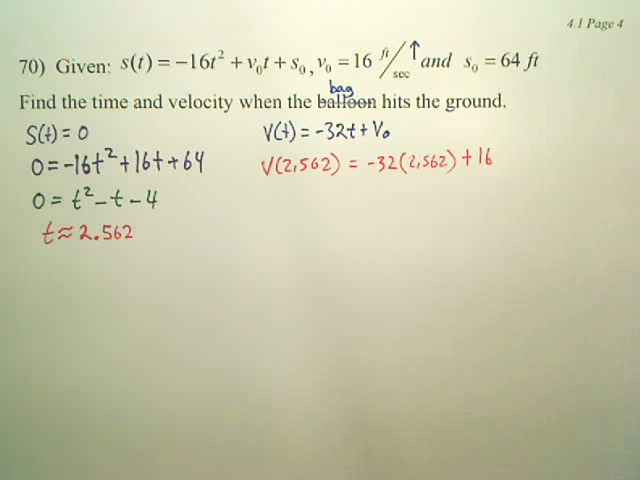 4.1 Page 4
70) Given: s(t) = −16t² + v₀t + s₀, v₀ = 16 ft/sec ↑ and s₀ = 64 ft
bag
Find the time and velocity when the balloon hits the ground.
S(t) = 0
V(t) = -32t + V₀
0 = -16t² + 16t + 64
V(2,562) = -32(2,562) + 16
0 = t² - t - 4
t ≈ 2.562